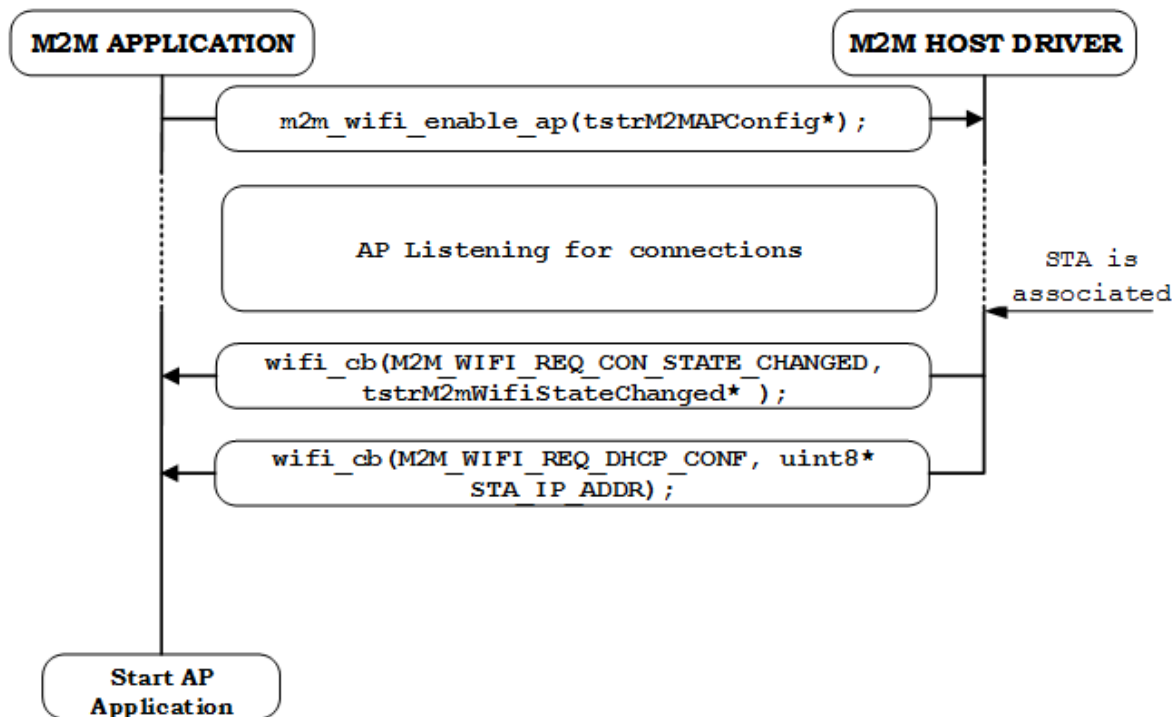 M2M APPLICATION
M2M HOST DRIVER
m2m_wifi_enable_ap(tstrM2MAPConfig*);
AP Listening for connections
STA is
associated
wifi_cb(M2M_WIFI_REQ_CON_STATE_CHANGED,
tstrM2mWifiStateChanged* );
wifi_cb(M2M_WIFI_REQ_DHCP_CONF, uint8*
STA_IP_ADDR);
Start AP
Application